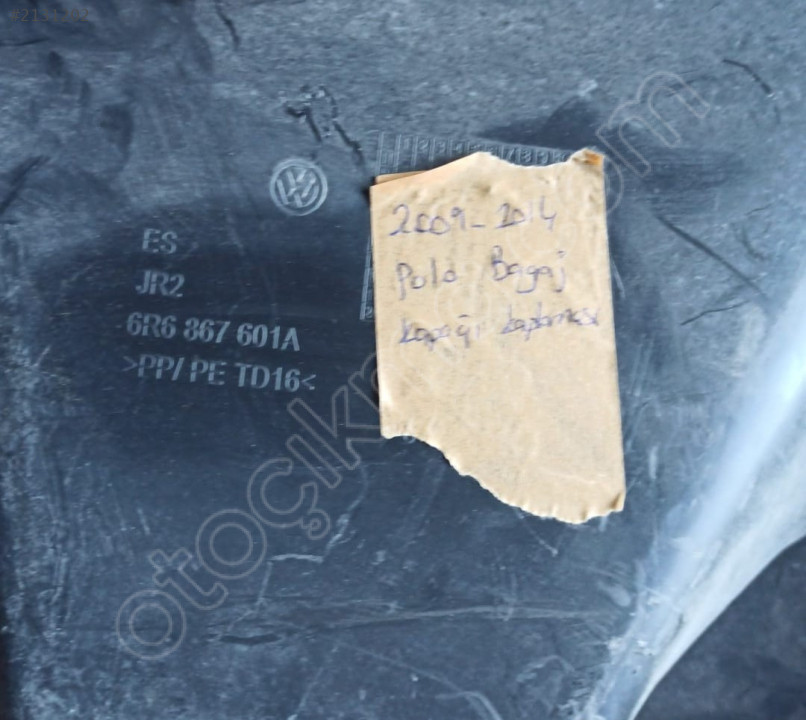 ES
JR2
6R6 867 601A
>PP/PE TD16<
2009-2014
Polo Bagaj
kapağı kaplaması